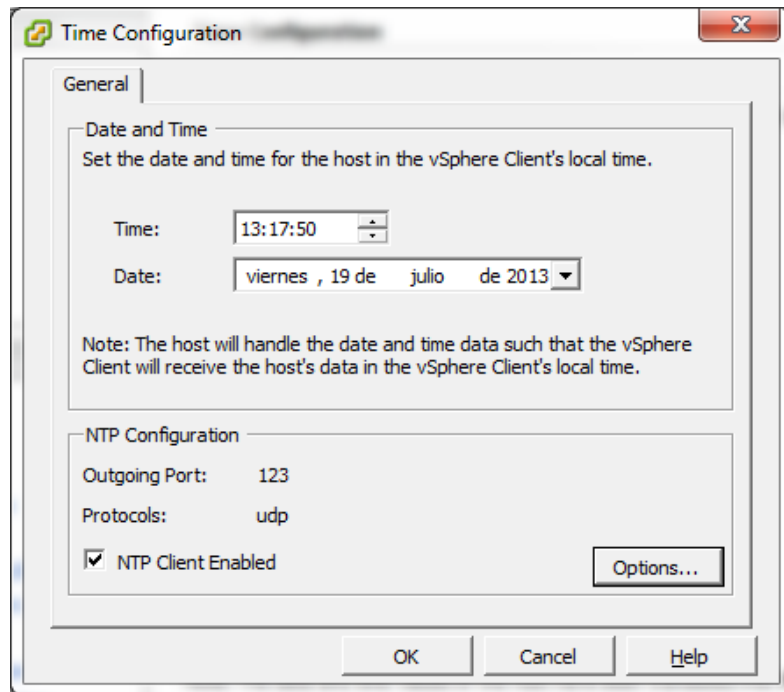 Time Configuration
General
Date and Time
Set the date and time for the host in the vSphere Client's local time.
Time: 13:17:50
Date: viernes , 19 de julio de 2013
Note: The host will handle the date and time data such that the vSphere
Client will receive the host's data in the vSphere Client's local time.
NTP Configuration
Outgoing Port: 123
Protocols: udp
NTP Client Enabled
Options...
OK Cancel Help